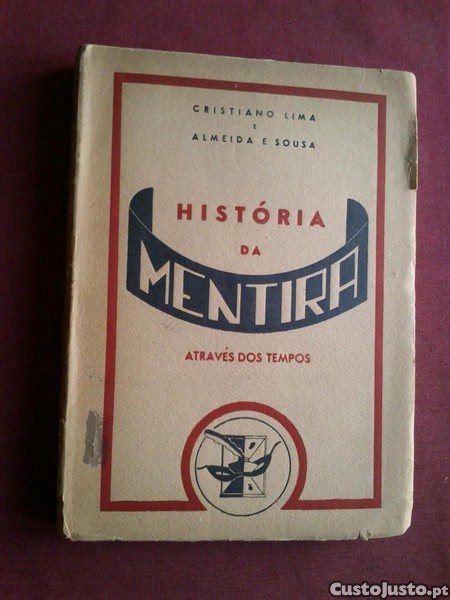 CRISTIANO LIMA
E
ALMEIDA E SOUSA
HISTÓRIA
DA
MENTIRA
ATRAVÉS DOS TEMPOS
CustoJusto.pt